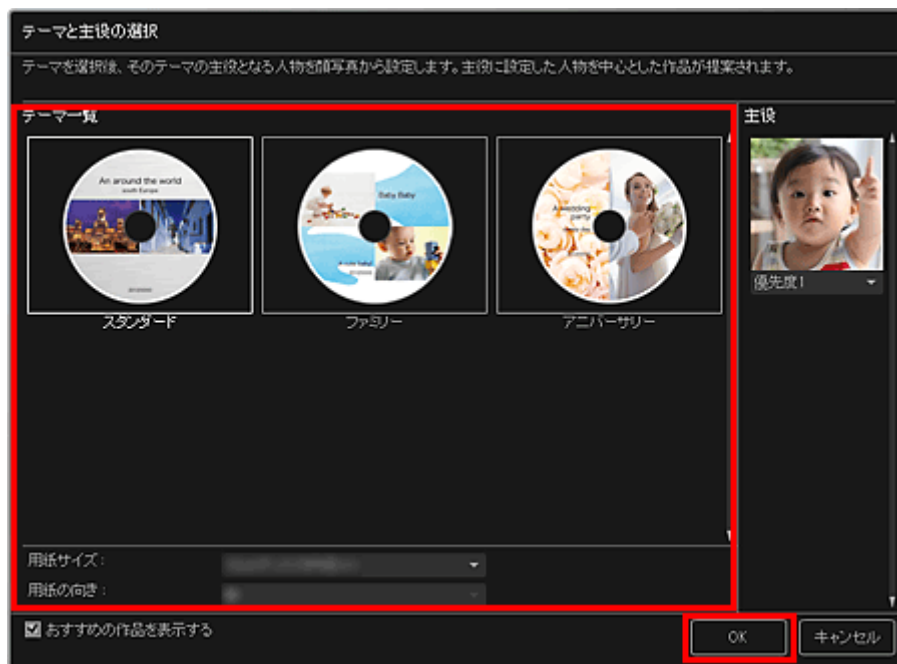 テーマと主役の選択
テーマを選択後、そのテーマの主役となる人物を顔写真から設定します。主役に設定した人物を中心とした作品が提案されます。
テーマ一覧
主役
An around the world
south Europe
Baby Baby
A wedding
party
優先度1
スタンダード
ファミリー
アニバーサリー
用紙サイズ：
用紙の向き：
おすすめの作品を表示する
OK
キャンセル